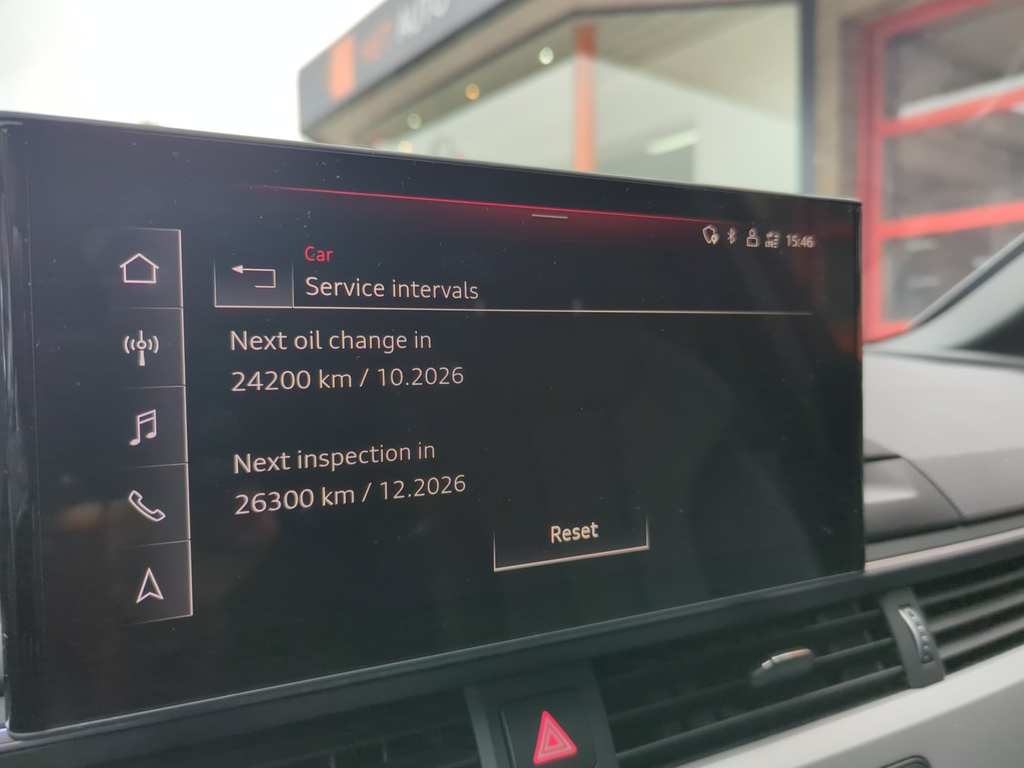 AUTO
15:46
Car
Service intervals
Next oil change in
24200 km / 10.2026
Next inspection in
26300 km / 12.2026
Reset